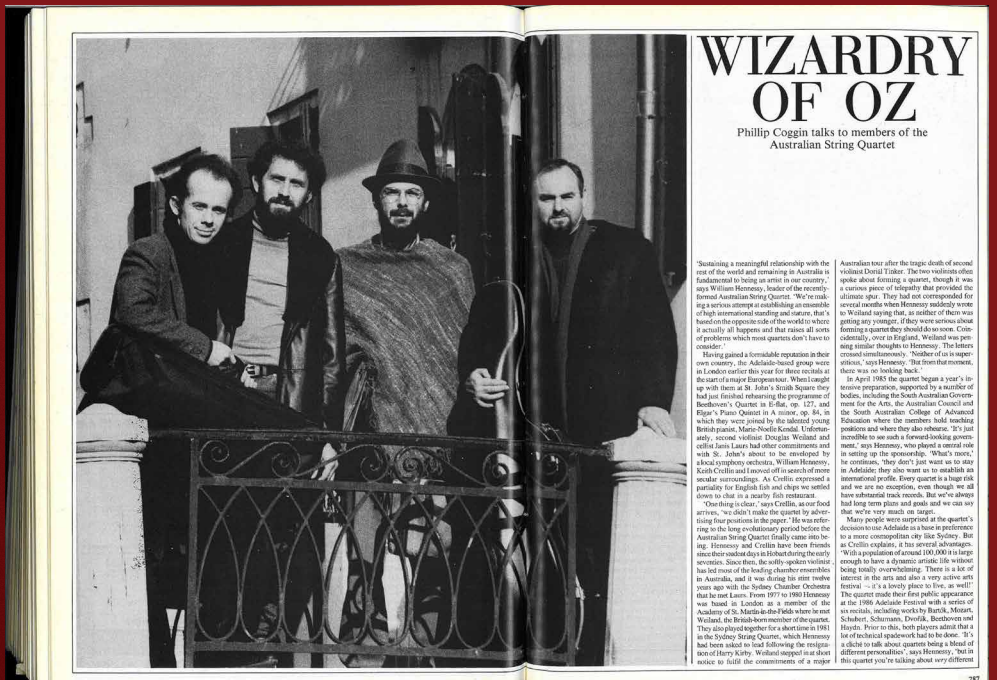 WIZARDRY
OF OZ
Phillip Coggin talks to members of the
Australian String Quartet
'Sustaining a meaningful relationship with the
rest of the world and remaining in Australia is
fundamental to being an artist in our country,'
says William Hennessy, leader of the recently-
formed Australian String Quartet. 'We're mak-
ing a serious attempt at establishing an ensemble
of high international standing and stature, that's
based on the opposite side of the world to where
it actually all happens and that raises all sorts
of problems which most quartets don't have to
consider.'
Having gained a formidable reputation in their
own country, the Adelaide-based group were
in London earlier this year for three recitals at
the start of a major European tour. When I caught
up with them at St. John's Smith Square they
had just finished rehearsing the programme of
Beethoven's Quartet in E-flat, op. 127, and
Elgar's Piano Quintet in A minor, op. 84, in
which they were joined by the talented young
British pianist, Marie-Noelle Kendal. Unfortun-
ately, second violinist Douglas Weiland and
cellist Janis Laurs had other commitments and
with St. John's about to be enveloped by
a local symphony orchestra, William Hennessy,
Keith Crellin and I moved off in search of more
secular surroundings. As Crellin expressed a
partiality for English fish and chips we settled
down to chat in a nearby fish restaurant.
'One thing is clear,' says Crellin, as our food
arrives, 'we didn't make the quartet by adver-
tising four positions in the paper.' He was refer-
ring to the long evolutionary period before the
Australian String Quartet finally came into be-
ing. Hennessy and Crellin have been friends
since their student days in Hobart during the early
seventies. Since then, the softly-spoken violinist
has led most of the leading chamber ensembles
in Australia, and it was during his stint twelve
years ago with the Sydney Chamber Orchestra
that he met Laurs. From 1977 to 1980 Hennessy
was based in London as a member of the
Academy of St. Martin-in-the-Fields where he met
Weiland, the British-born member of the quartet.
They also played together for a short time in 1981
in the Sydney String Quartet, which Hennessy
had been asked to lead following the resigna-
tion of Harry Kirby. Weiland stepped in at short
notice to fulfil the commitments of a major
Australian tour after the tragic death of second
violinist Dorial Tinker. The two violinists often
spoke about forming a quartet, though it was
a curious piece of telepathy that provided the
ultimate spur. They had not corresponded for
several months when Hennessy suddenly wrote
to Weiland saying that, as neither of them was
getting any younger, if they were serious about
forming a quartet they should do so soon. Coin-
cidentally, over in England, Weiland was pen-
ning similar thoughts to Hennessy. The letters
crossed simultaneously. 'Neither of us is super-
stitious,' says Hennessy. 'But from that moment,
there was no looking back.'
In April 1985 the quartet began a year's in-
tensive preparation, supported by a number of
bodies, including the South Australian Govern-
ment for the Arts, the Australian Council and
the South Australian College of Advanced
Education where the members hold teaching
positions and where they also rehearse. 'It's just
incredible to see such a forward-looking govern-
ment,' says Hennessy, who played a central role
in setting up the sponsorship. 'What's more,'
he continues, 'they don't just want us to stay
in Adelaide; they also want us to establish an
international profile. Every quartet is a huge risk
and we are no exception, even though we all
have substantial track records. But we've always
had long term plans and goals and we can say
that we're very much on target.
Many people were surprised at the quartet's
decision to use Adelaide as a base in preference
to a more cosmopolitan city like Sydney. But
as Crellin explains, it has several advantages.
'With a population of around 100,000 it is large
enough to have a dynamic artistic life without
being totally overwhelming. There is a lot of
interest in the arts and also a very active arts
festival — it's a lovely place to live, as well!'
The quartet made their first public appearance
at the 1986 Adelaide Festival with a series of
six recitals, including works by Bartók, Mozart,
Schubert, Schumann, Dvořák, Beethoven and
Haydn. Prior to this, both players admit that a
lot of technical spadework had to be done. 'It's
a cliché to talk about quartets being a blend of
different personalities', says Hennessy, 'but in
this quartet you're talking about very different